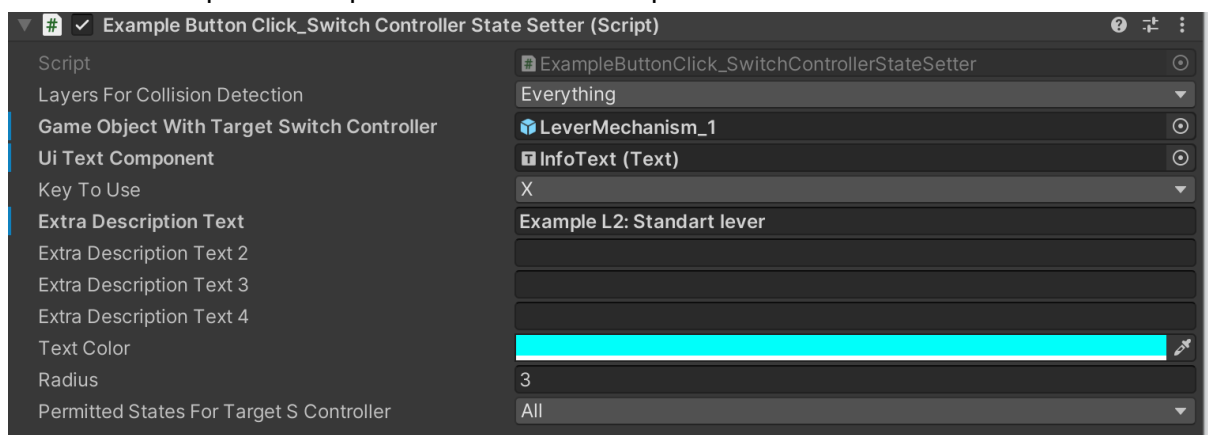 Example Button Click_Switch Controller State Setter (Script)
Script ExampleButtonClick_SwitchControllerStateSetter
Layers For Collision Detection Everything
Game Object With Target Switch Controller LeverMechanism_1
Ui Text Component InfoText (Text)
Key To Use X
Extra Description Text Example L2: Standart lever
Extra Description Text 2
Extra Description Text 3
Extra Description Text 4
Text Color
Radius 3
Permitted States For Target S Controller All